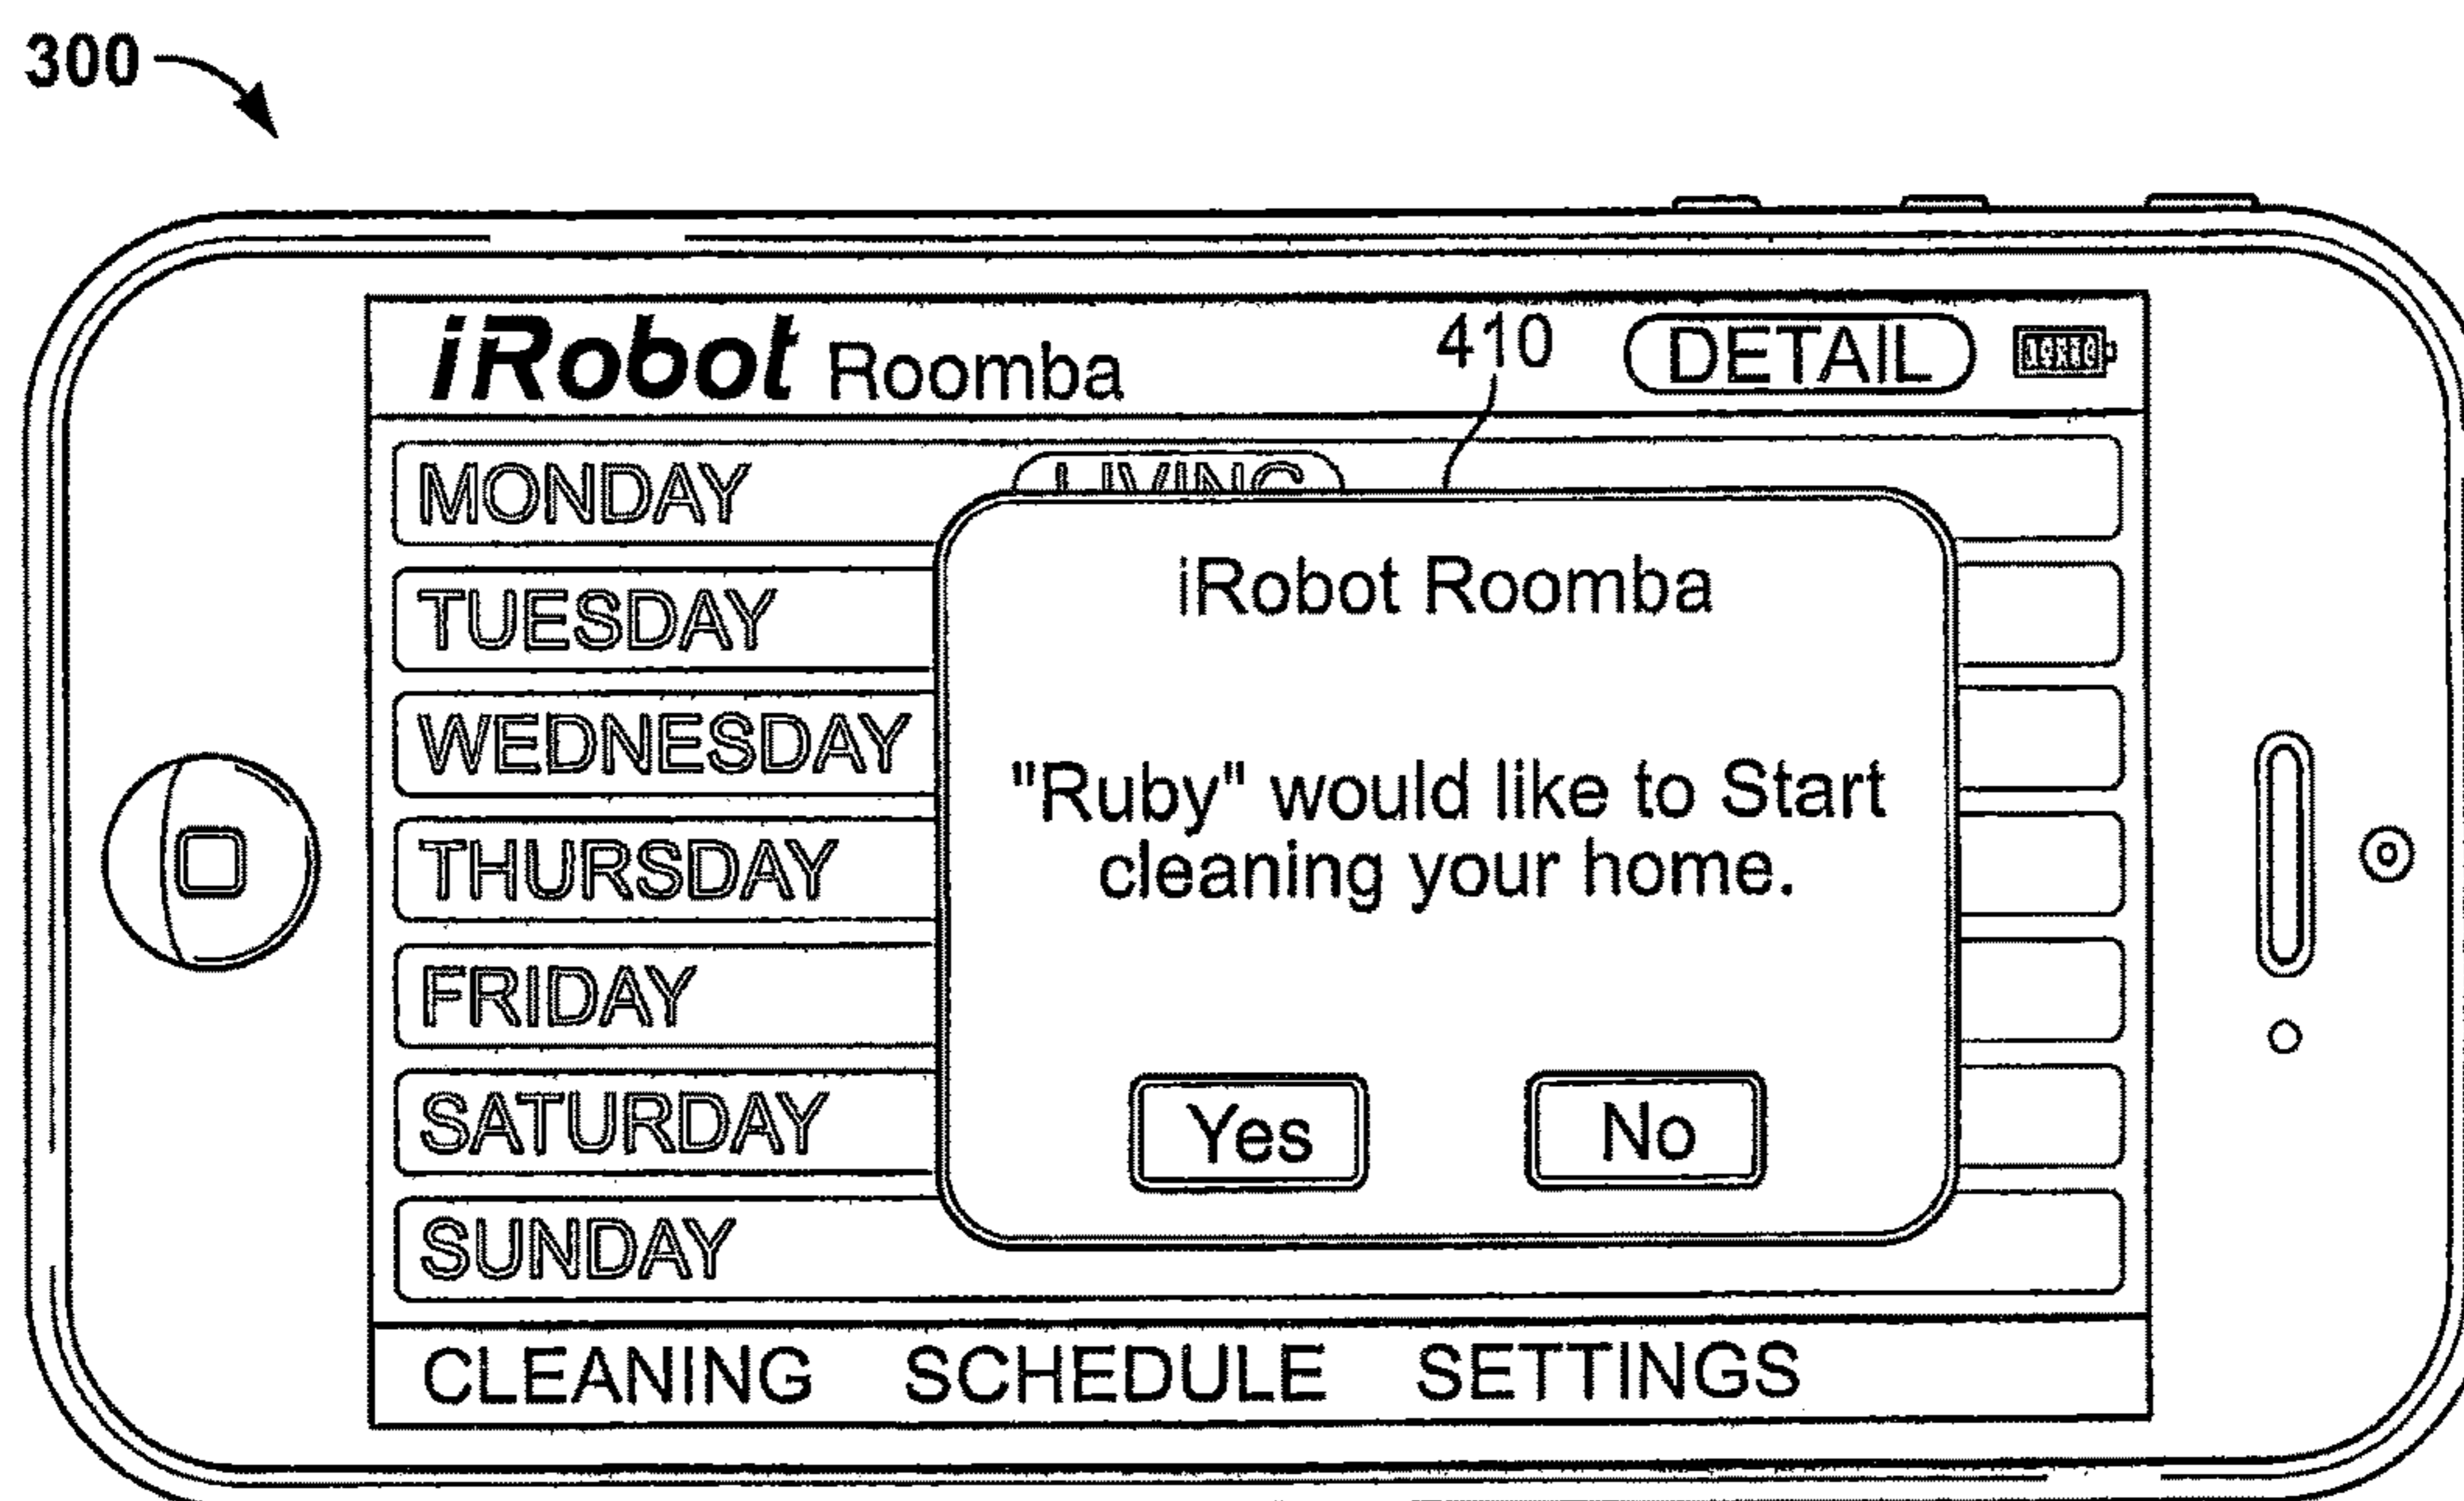 300
iRobot Roomba 410 DETAIL
MONDAY LIVING
iRobot Roomba
TUESDAY
WEDNESDAY
"Ruby" would like to Start
cleaning your home.
THURSDAY
FRIDAY
SATURDAY
Yes No
SUNDAY
CLEANING SCHEDULE SETTINGS